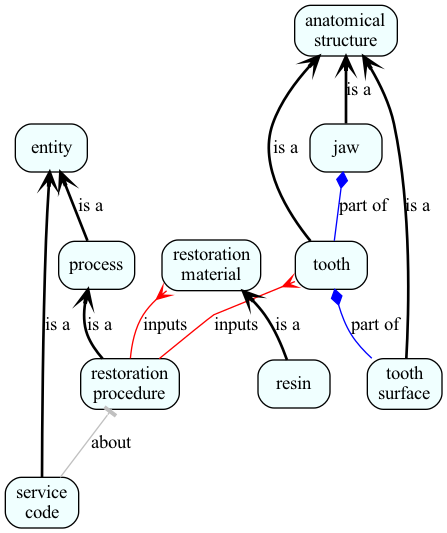 anatomical
structure
is a
entity
jaw
is a
is a
part of
is a
process
restoration
material
tooth
is a
is a
inputs
inputs
is a
part of
restoration
procedure
resin
tooth
surface
about
service
code